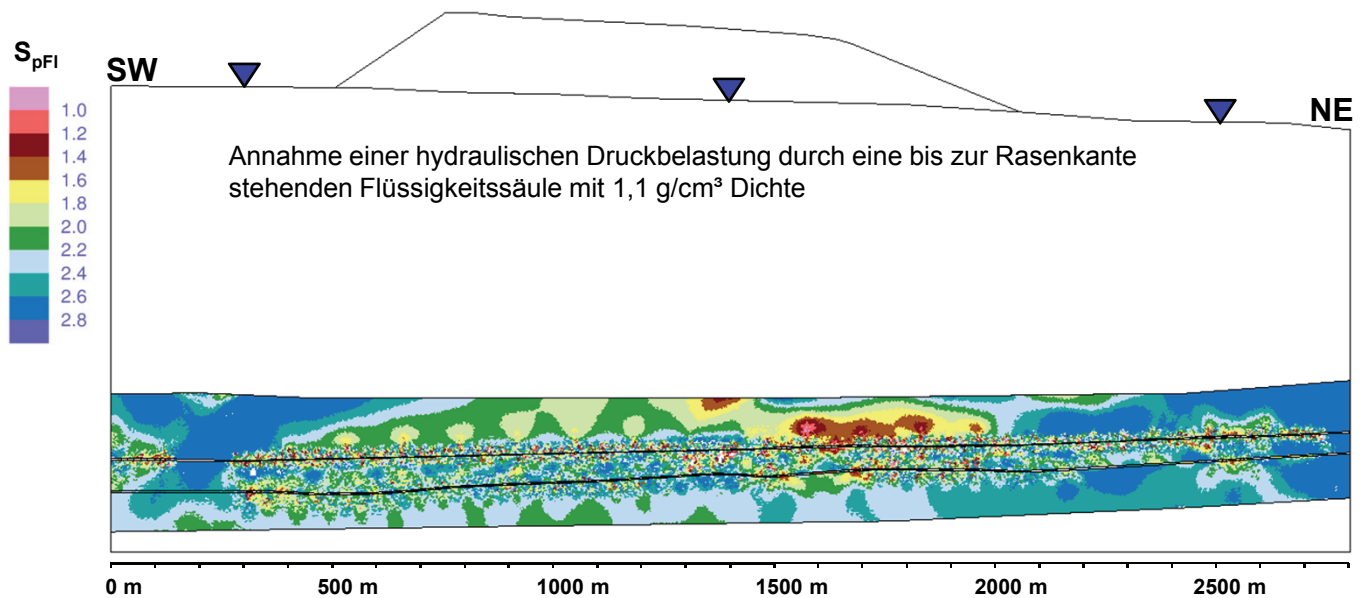 S_pFl
SW
NE
1.0
1.2
1.4
1.6
1.8
2.0
2.2
2.4
2.6
2.8
Annahme einer hydraulischen Druckbelastung durch eine bis zur Rasenkante
stehenden Flüssigkeitssäule mit 1,1 g/cm³ Dichte
0 m
500 m
1000 m
1500 m
2000 m
2500 m